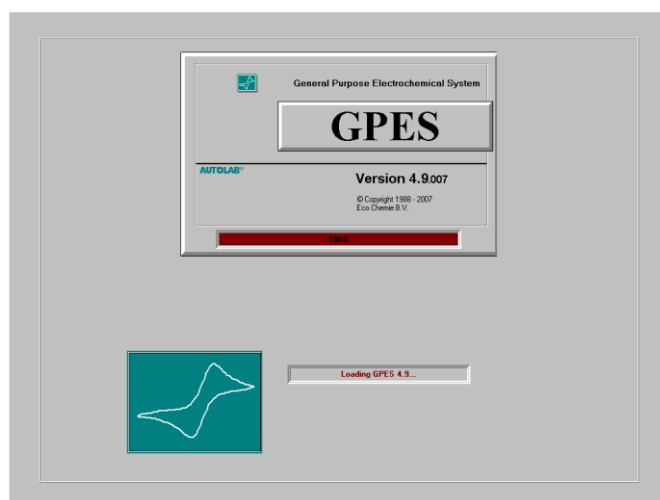 General Purpose Electrochemical System
GPES
AUTOLAB®
Version 4.9.007
© Copyright 1988 - 2007
Eco Chemie B.V.
100%
Loading GPES 4.9...